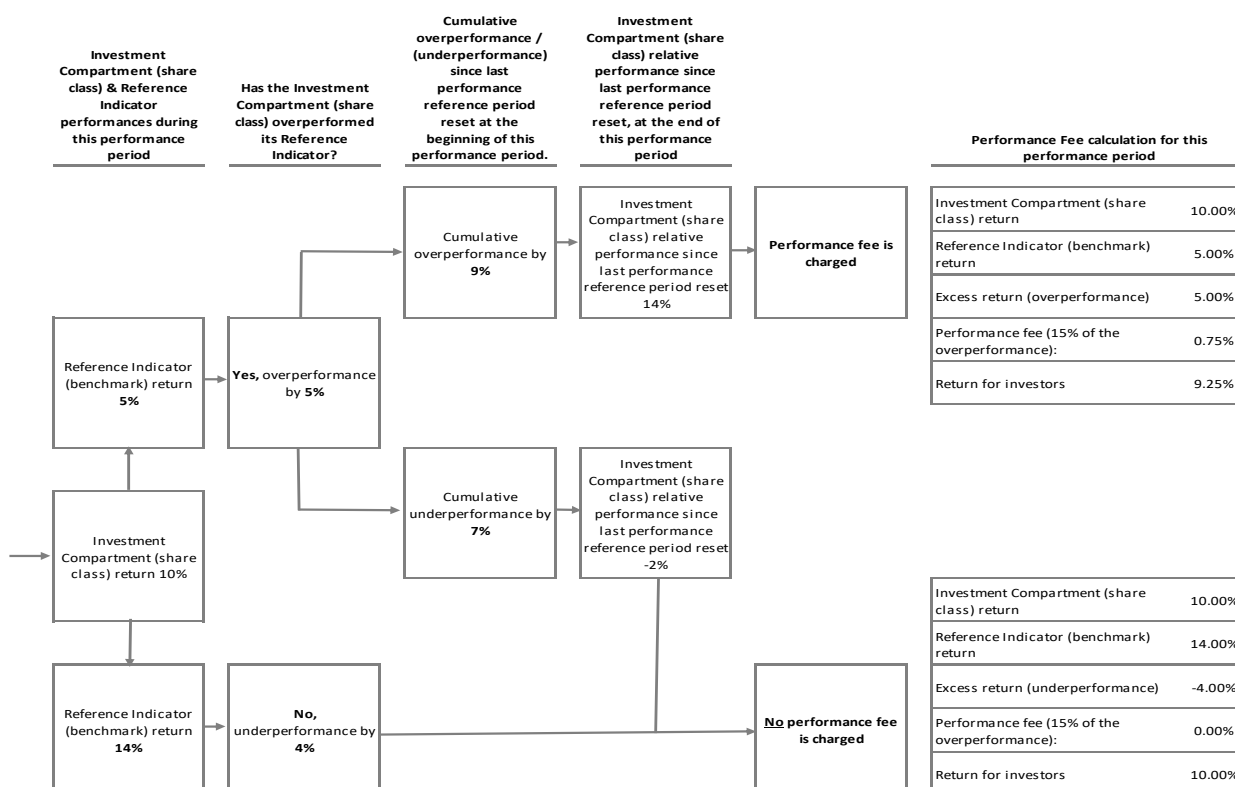 Investment
Compartment (share
class) & Reference
Indicator
performances during
this performance
period
Has the Investment
Compartment (share
class) overperformed
its Reference
Indicator?
Cumulative
overperformance /
(underperformance)
since last
performance
reference period
reset at the
beginning of this
performance period.
Investment
Compartment (share
class) relative
performance since
last performance
reference period
reset, at the end of
this performance
period
Performance Fee calculation for this
performance period
Cumulative
overperformance by
9%
Investment
Compartment (share
class) relative
performance since
last performance
reference period reset
14%
Performance fee is
charged
Investment Compartment (share
class) return
10.00%
Reference Indicator (benchmark)
return
5.00%
Excess return (overperformance)
5.00%
Performance fee (15% of the
overperformance):
0.75%
Return for investors
9.25%
Reference Indicator
(benchmark) return
5%
Yes, overperformance
by 5%
Cumulative
underperformance by
7%
Investment
Compartment (share
class) relative
performance since
last performance
reference period reset
-2%
Investment
Compartment (share
class) return 10%
Reference Indicator
(benchmark) return
14%
No,
underperformance by
4%
No performance fee
is charged
Investment Compartment (share
class) return
10.00%
Reference Indicator (benchmark)
return
14.00%
Excess return (underperformance)
-4.00%
Performance fee (15% of the
overperformance):
0.00%
Return for investors
10.00%